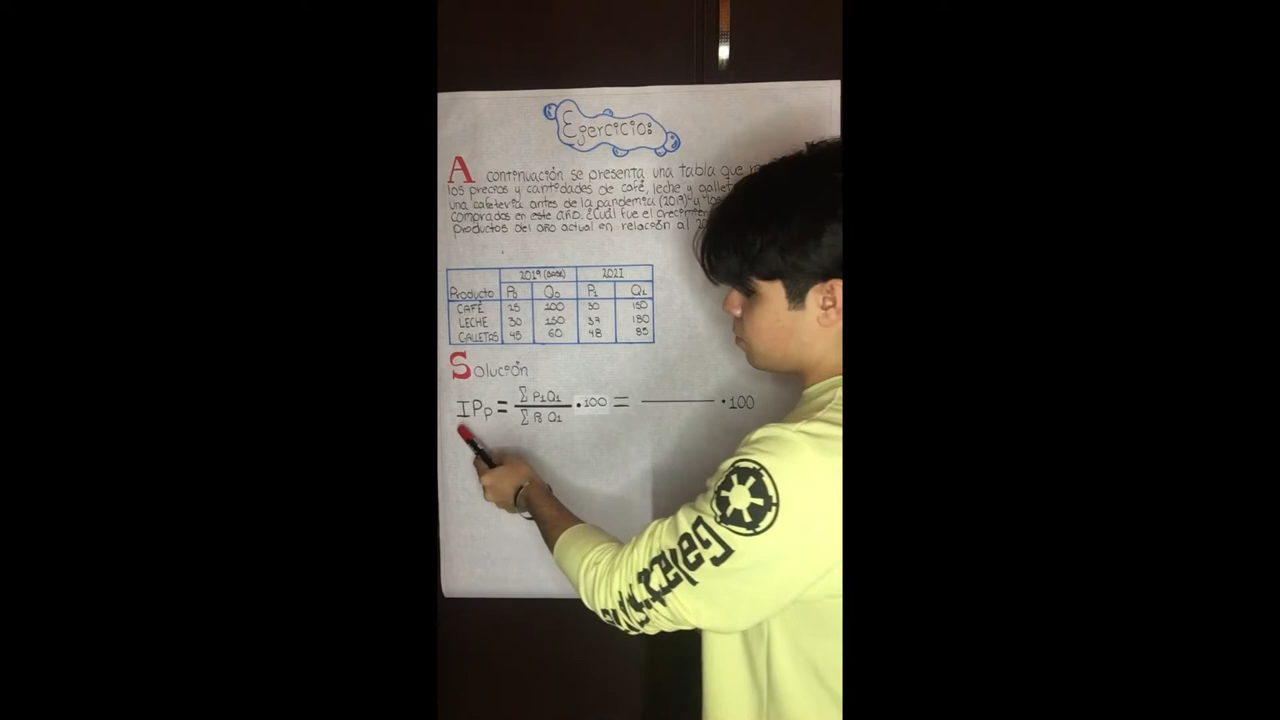 Ejercicio:
A continuación se presenta una tabla que
los precios y cantidades de café, leche y
una cafetería antes de la pandemia (2019) y los
comprados en este año. ¿Cuál fue el
productos del año actual en relación al
2019 (BASE) 2021
Producto P0 Q0 P1 Q1
CAFÉ 25 100 30 150
LECHE 30 150 37 180
GALLETAS 45 60 48 85
Solución
IPp = ∑ P1Q1 / ∑ P0 Q1 • 100 = ———— • 100